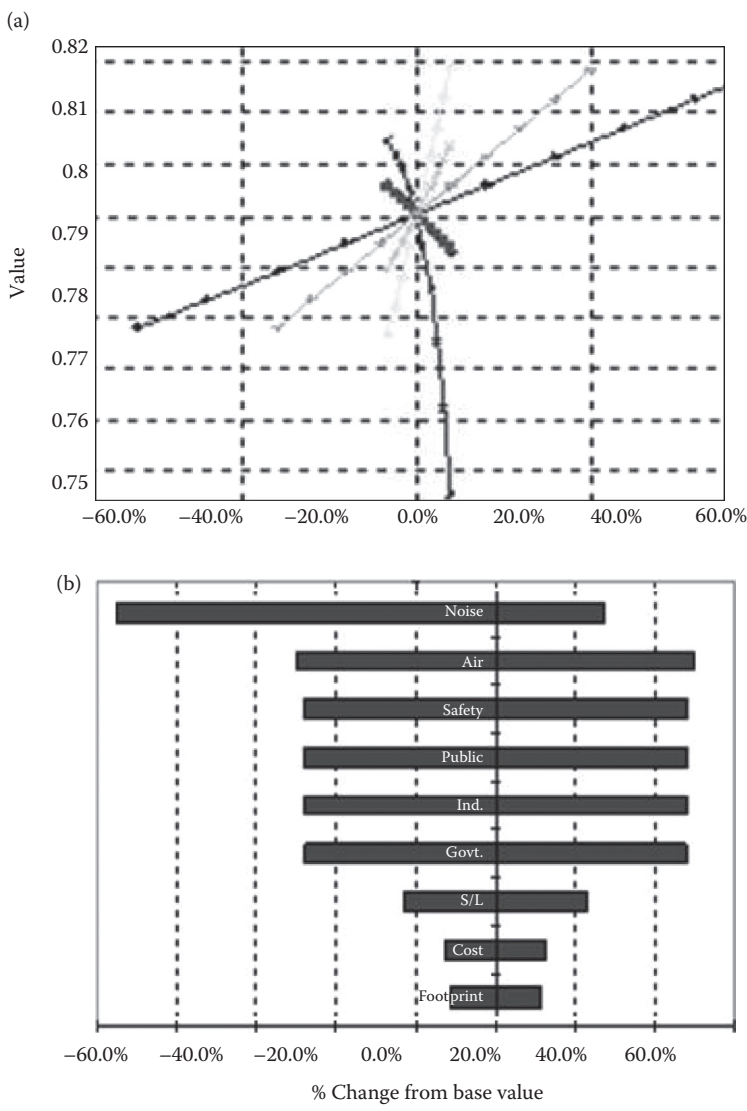 (a)
0.82
0.81
0.8
0.79
0.78
0.77
0.76
0.75
Value
−60.0% −40.0% −20.0% 0.0% 20.0% 40.0% 60.0%
(b)
Noise
Air
Safety
Public
Ind.
Govt.
S/L
Cost
Footprint
−60.0% −40.0% −20.0% 0.0% 20.0% 40.0% 60.0%
% Change from base value